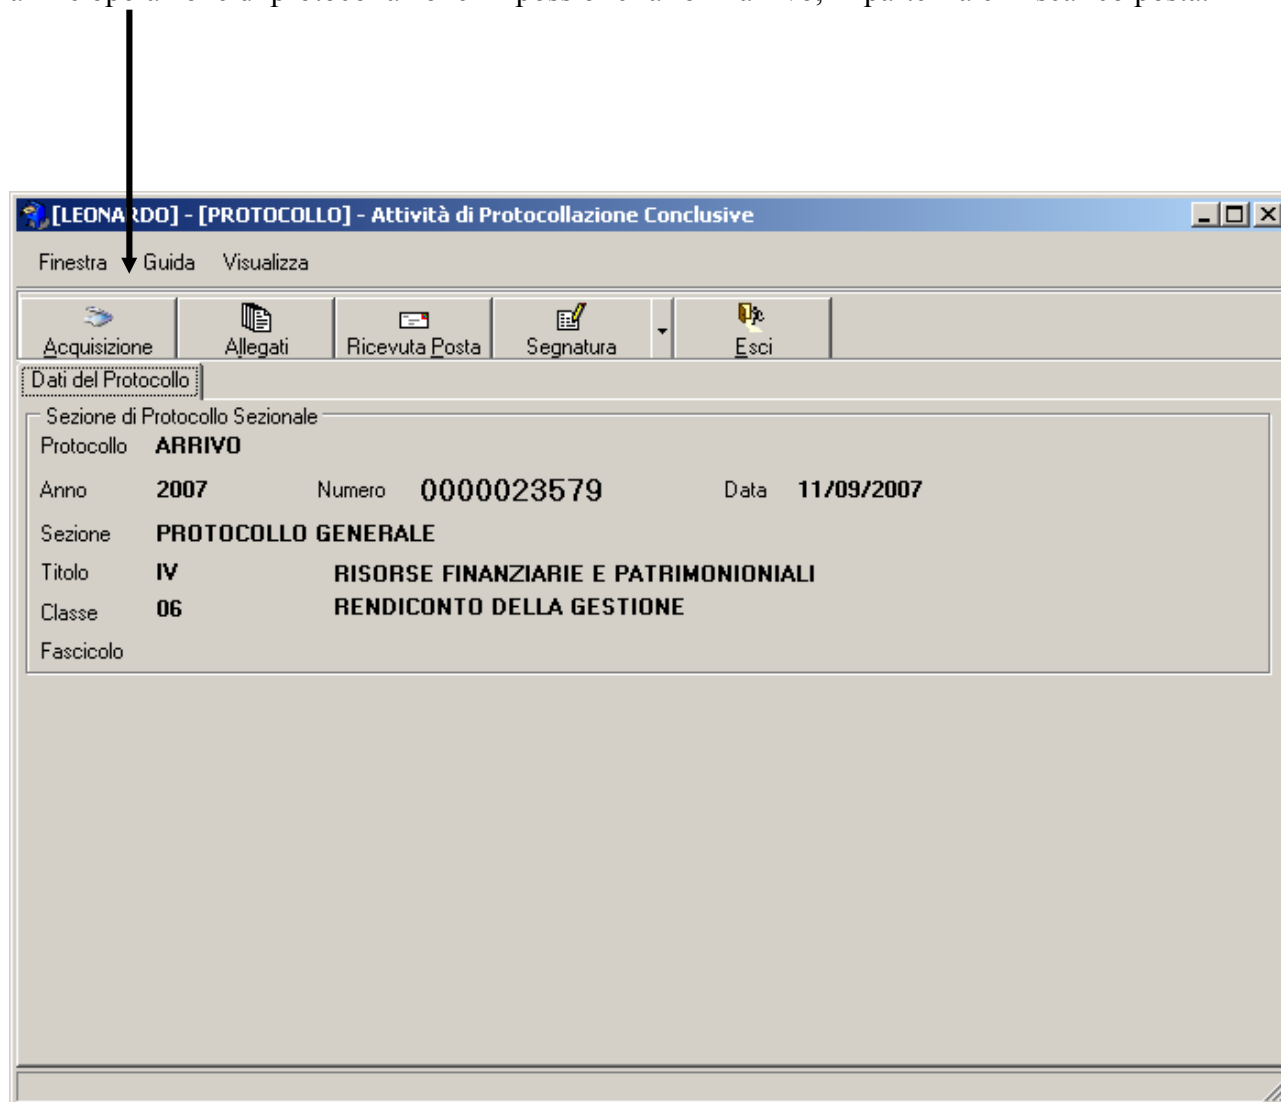 [LEONARDO] - [PROTOCOLLO] - Attività di Protocollazione Conclusive
Finestra Guida Visualizza
Acquisizione Allegati Ricevuta Posta Segnatura Esci
Dati del Protocollo
Sezione di Protocollo Sezionale
Protocollo ARRIVO
Anno 2007 Numero 0000023579 Data 11/09/2007
Sezione PROTOCOLLO GENERALE
Titolo IV RISORSE FINANZIARIE E PATRIMONIONIALI
Classe 06 RENDICONTO DELLA GESTIONE
Fascicolo